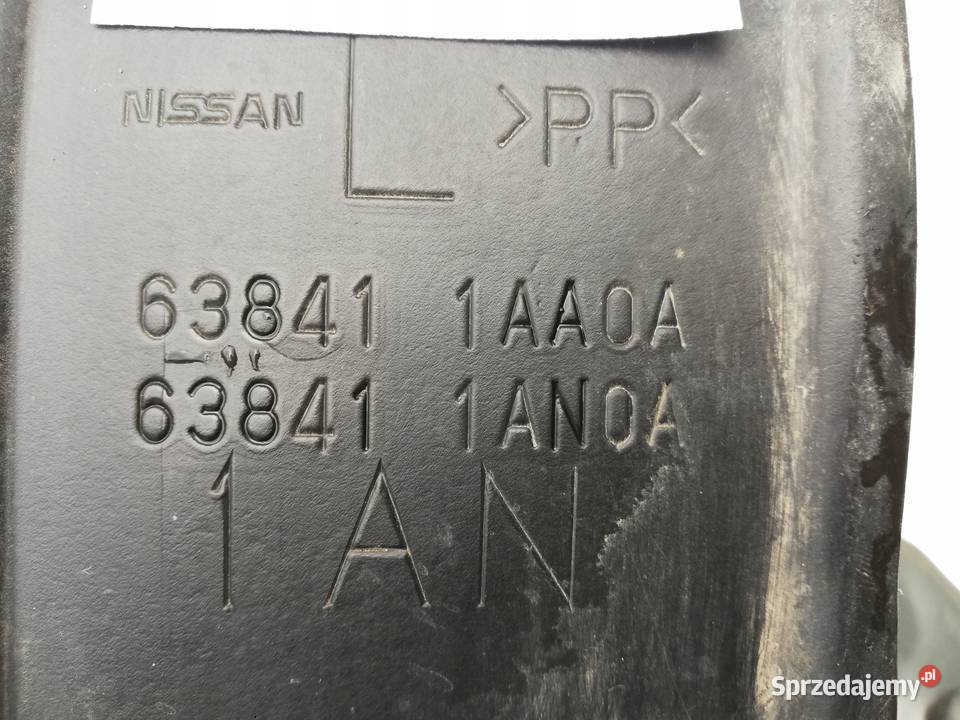 NISSAN L >PP<
63841 1AA0A
63841 1AN0A
1AN
Sprzedajemy.pl